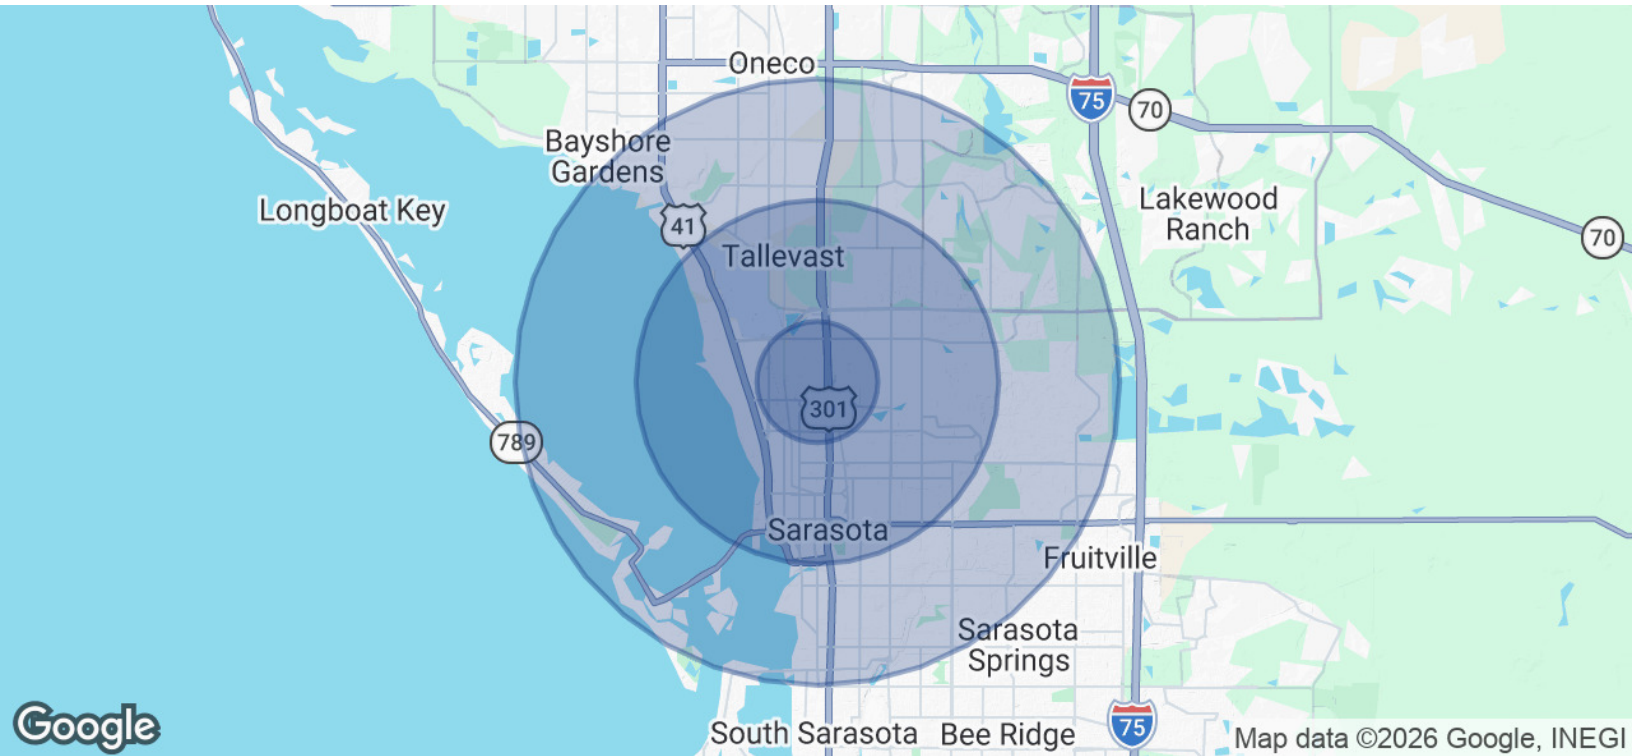 Oneco
75
70
Bayshore
Gardens
Lakewood
Ranch
Longboat Key
41
70
Tallevast
301
789
Sarasota
Fruitville
Sarasota
Springs
Google
South Sarasota
Bee Ridge
75
Map data ©2026 Google, INEGI